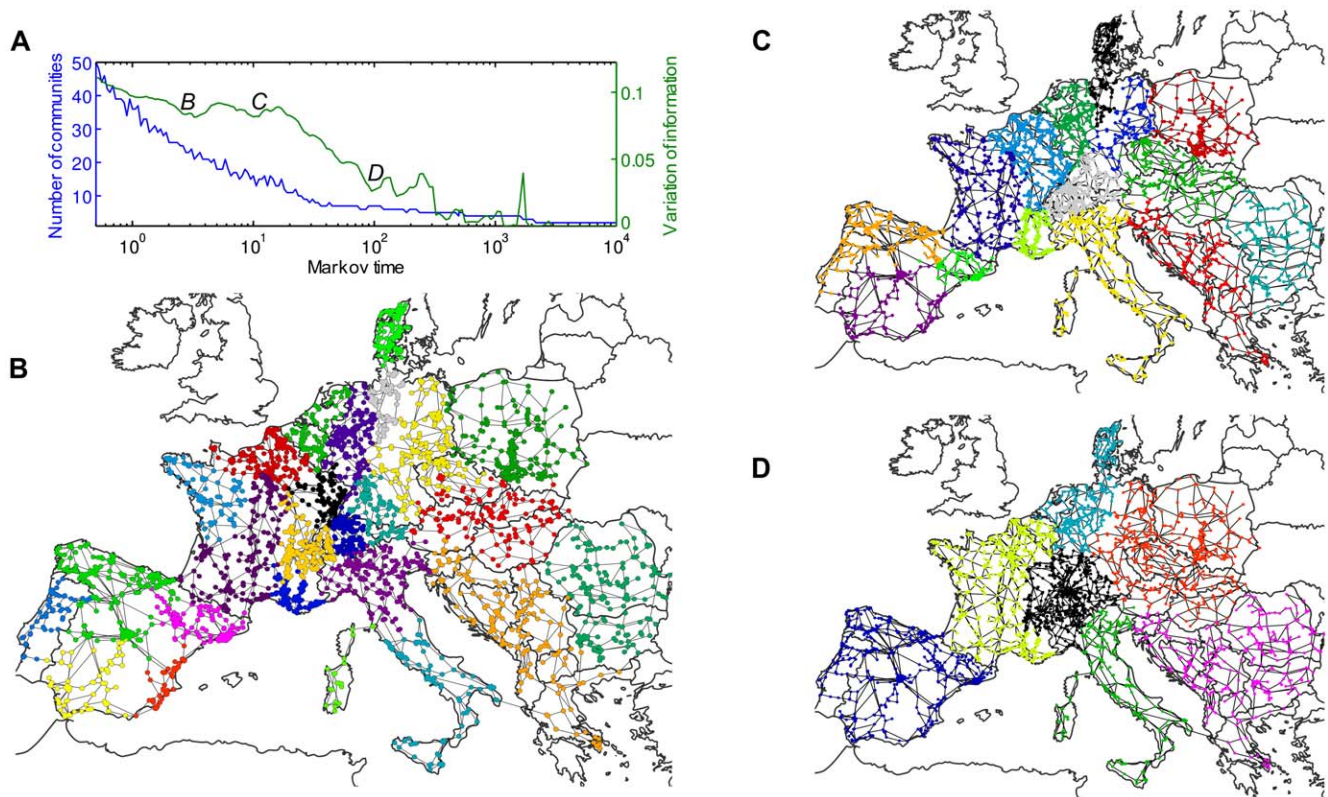 A
Number of communities
50
40
30
20
10
B
C
D
0.1
0.05
0
Variation of information
10^0
10^1
10^2
10^3
10^4
Markov time
B
C
D